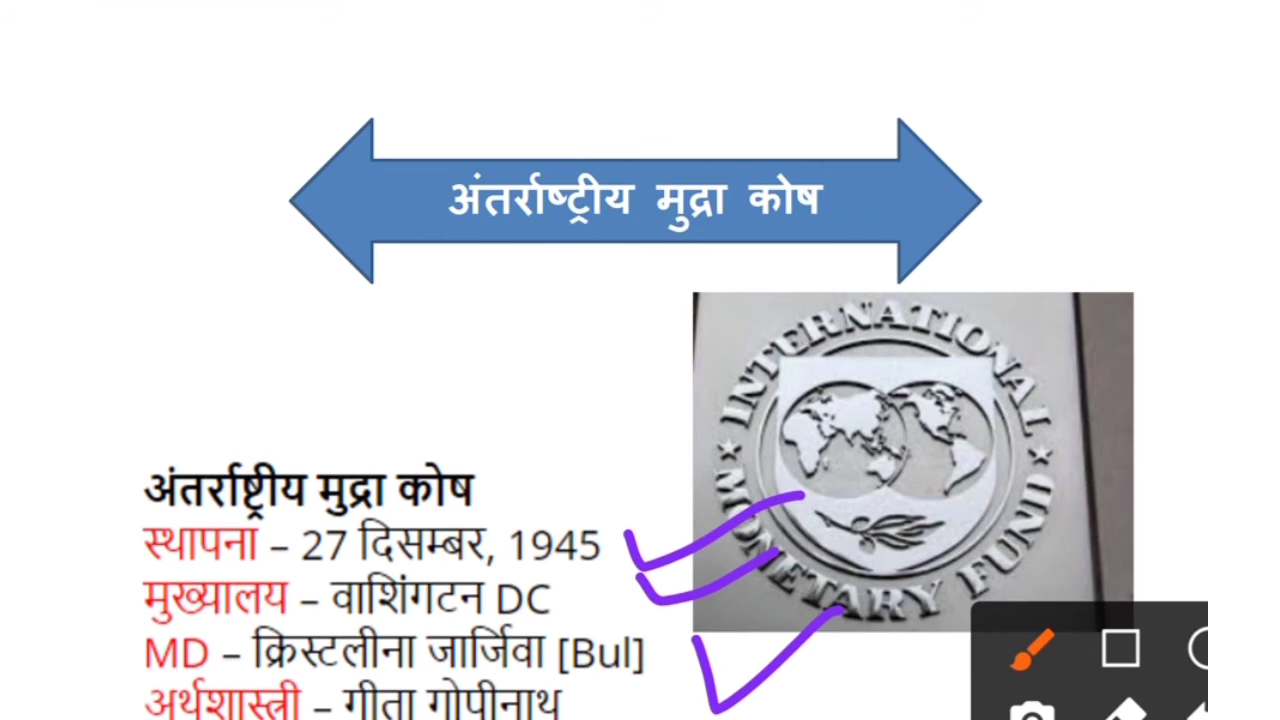 अंतर्राष्ट्रीय मुद्रा कोष
INTERNATIONAL
MONETARY FUND
अंतर्राष्ट्रीय मुद्रा कोष
स्थापना – 27 दिसम्बर, 1945
मुख्यालय – वाशिंगटन DC
MD – क्रिस्टलीना जार्जिवा [Bul]
अर्थशास्त्री – गीता गोपीनाथ